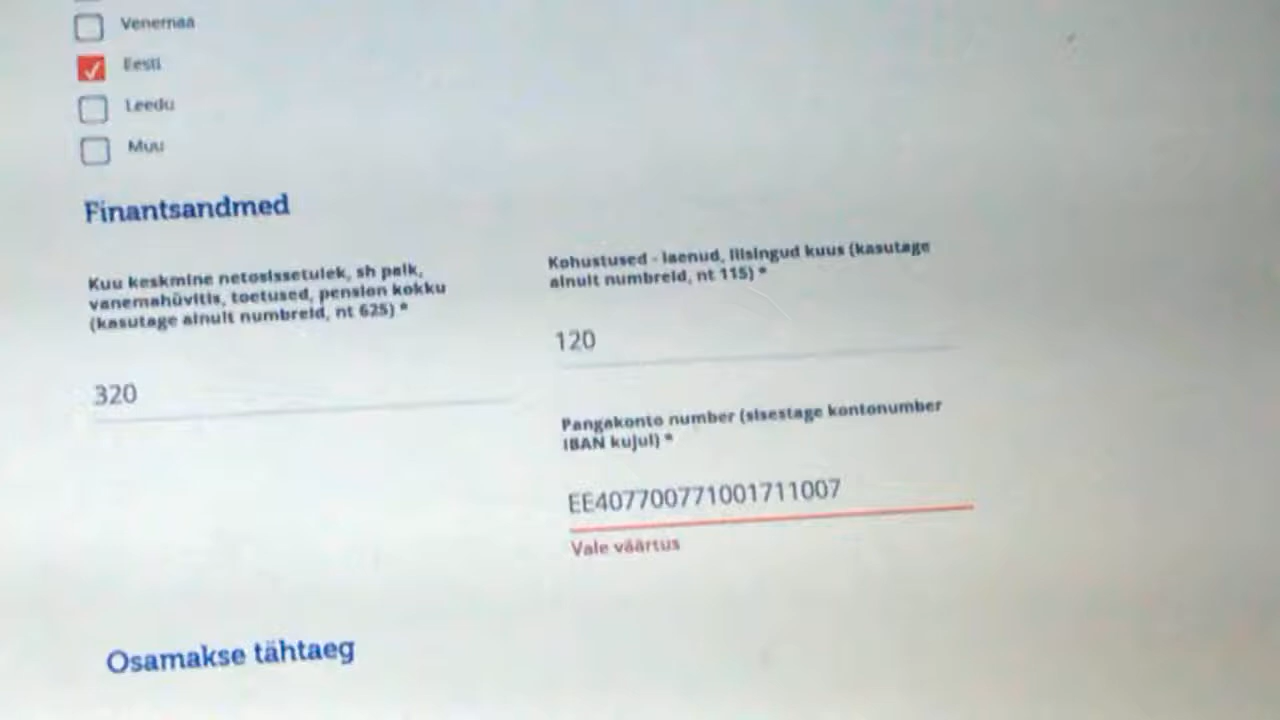 Venemaa
Eesti
Leedu
Muu
Finantsandmed
Kuu keskmine netosissetulek, sh palk,
vanemahüvitis, toetused, pension kokku
(kasutage ainult numbreid, nt 625) *
320
Kohustused - laenud, liisingud kuus (kasutage
ainult numbreid, nt 115) *
120
Pangakonto number (sisestage kontonumber
IBAN kujul) *
EE407700771001711007
Vale väärtus
Osamakse tähtaeg